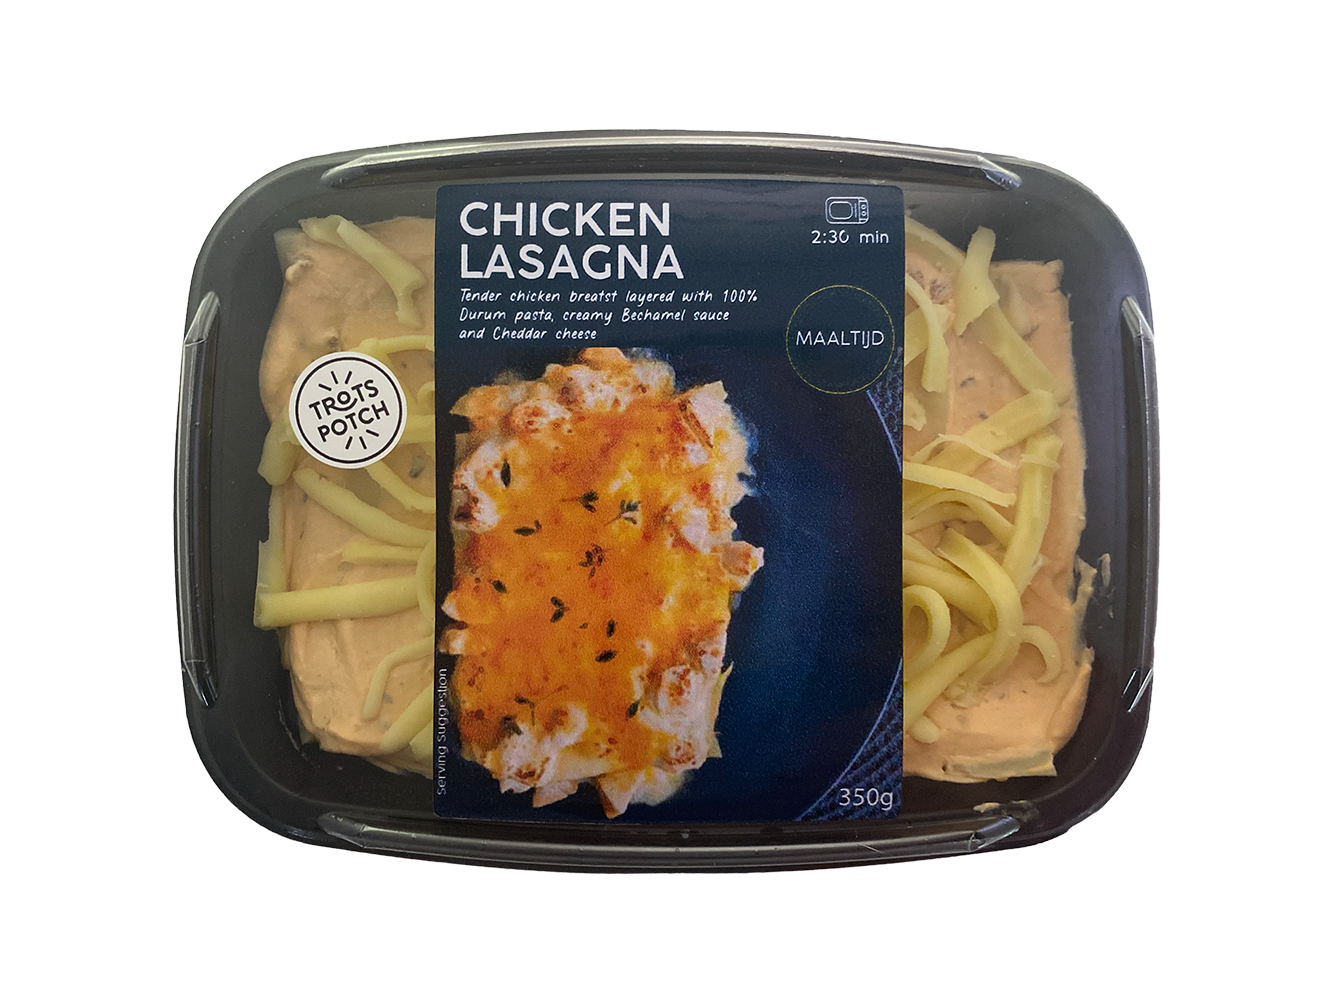 CHICKEN
LASAGNA
2:30 min
Tender chicken breatst layered with 100%
Durum pasta, creamy Bechamel sauce
and Cheddar cheese
MAALTIJD
TROTS
POTCH
serving suggestion
350g